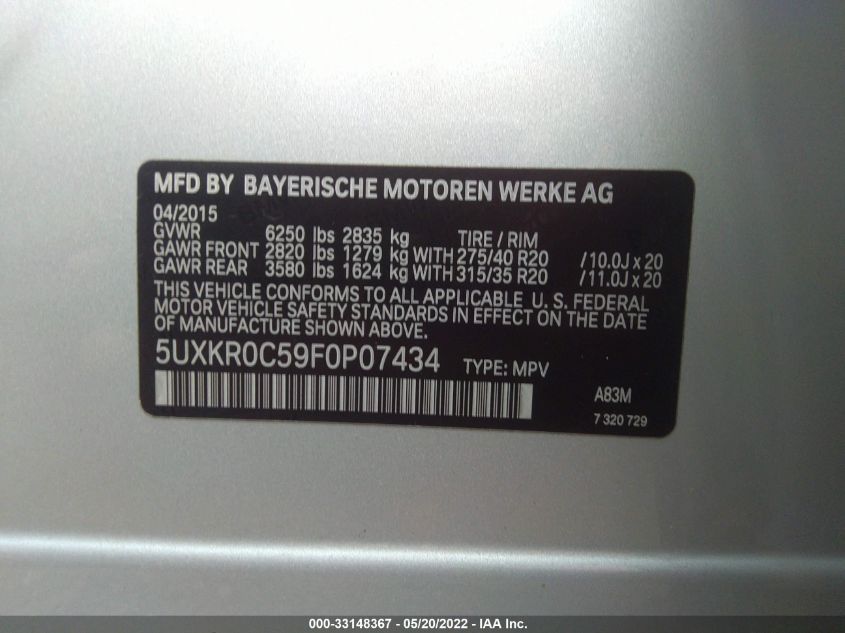 MFD BY BAYERISCHE MOTOREN WERKE AG
04/2015
GVWR 6250 lbs 2835 kg TIRE / RIM
GAWR FRONT 2820 lbs 1279 kg WITH 275/40 R20 / 10.0J x 20
GAWR REAR 3580 lbs 1624 kg WITH 315/35 R20 / 11.0J x 20
THIS VEHICLE CONFORMS TO ALL APPLICABLE U. S. FEDERAL
MOTOR VEHICLE SAFETY STANDARDS IN EFFECT ON THE DATE
OF MANUFACTURE SHOWN ABOVE.
5UXKR0C59F0P07434 TYPE: MPV
A83M
7 320 729
000-33148367 - 05/20/2022 - IAA Inc.